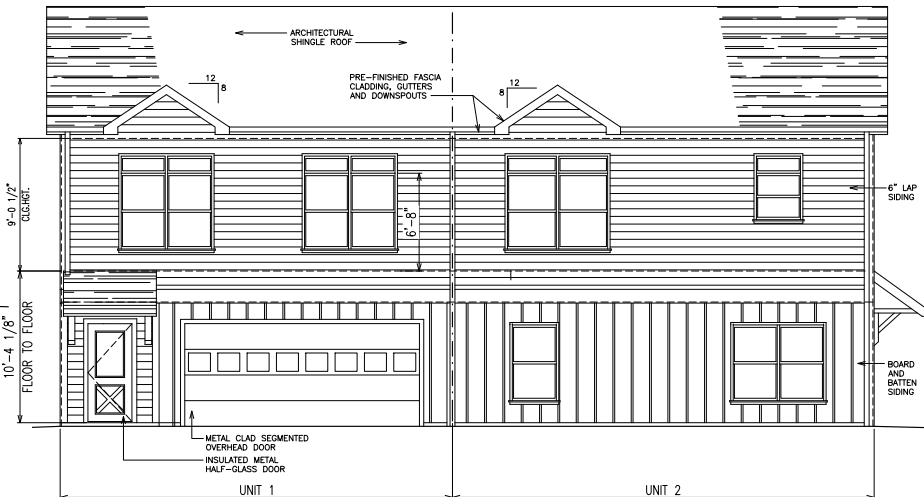 ARCHITECTURAL
SHINGLE ROOF
12
8
PRE-FINISHED FASCIA
CLADDING, GUTTERS
AND DOWNSPOUTS
12
8
9'-0 1/2"
CLG.HGT.
6'-8"
6" LAP
SIDING
10'-4 1/8"
FLOOR TO FLOOR
BOARD
AND
BATTEN
SIDING
METAL CLAD SEGMENTED
OVERHEAD DOOR
INSULATED METAL
HALF-GLASS DOOR
UNIT 1
UNIT 2